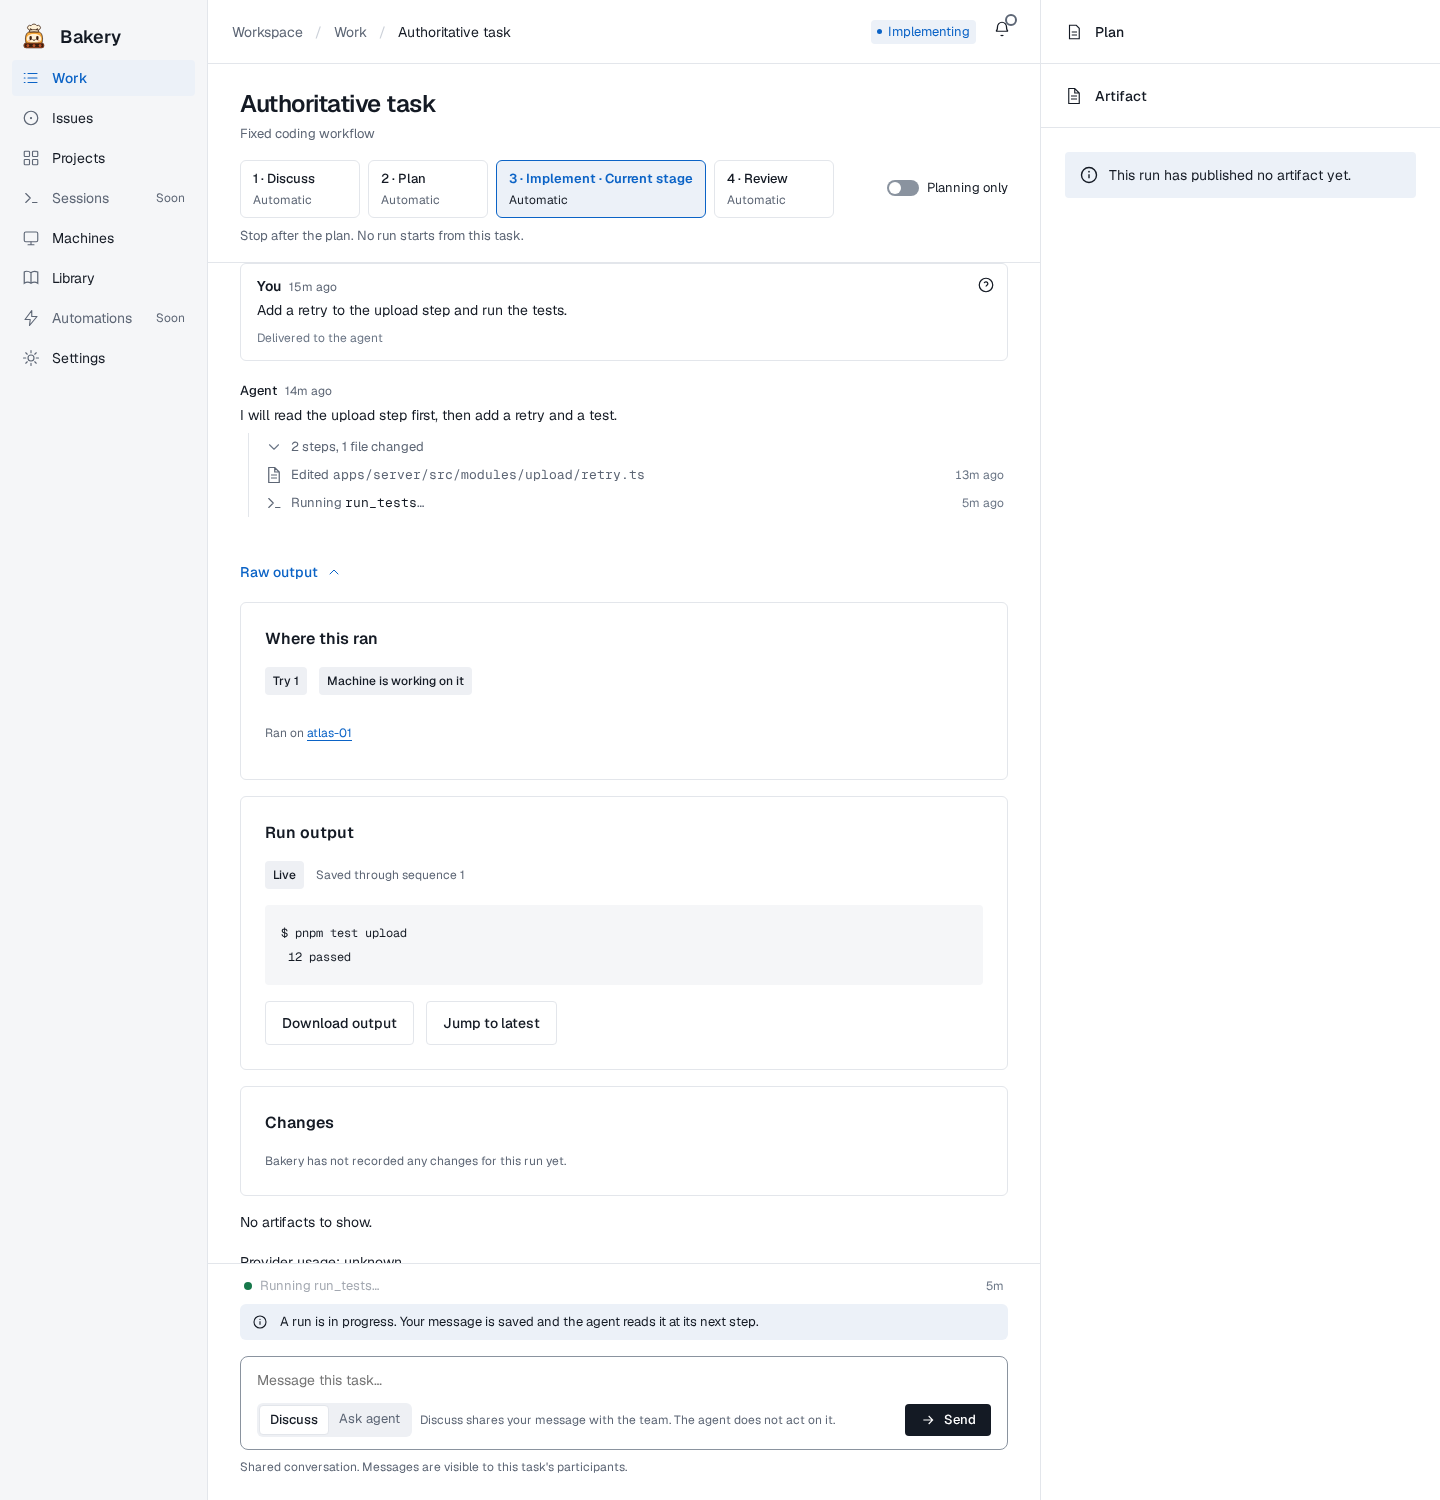 Bakery
Work
Issues
Projects
Sessions Soon
Machines
Library
Automations Soon
Settings
Workspace / Work / Authoritative task
Implementing
Authoritative task
Fixed coding workflow
1 · Discuss
Automatic
2 · Plan
Automatic
3 · Implement · Current stage
Automatic
4 · Review
Automatic
Planning only
Stop after the plan. No run starts from this task.
You 15m ago
Add a retry to the upload step and run the tests.
Delivered to the agent
Agent 14m ago
I will read the upload step first, then add a retry and a test.
2 steps, 1 file changed
Edited apps/server/src/modules/upload/retry.ts 13m ago
Running run_tests… 5m ago
Raw output
Where this ran
Try 1 Machine is working on it
Ran on atlas-01
Run output
Live Saved through sequence 1
$ pnpm test upload
12 passed
Download output Jump to latest
Changes
Bakery has not recorded any changes for this run yet.
No artifacts to show.
Provider usage: unknown
Running run_tests… 5m
A run is in progress. Your message is saved and the agent reads it at its next step.
Message this task…
Discuss Ask agent Discuss shares your message with the team. The agent does not act on it. Send
Shared conversation. Messages are visible to this task's participants.
Plan
Artifact
This run has published no artifact yet.